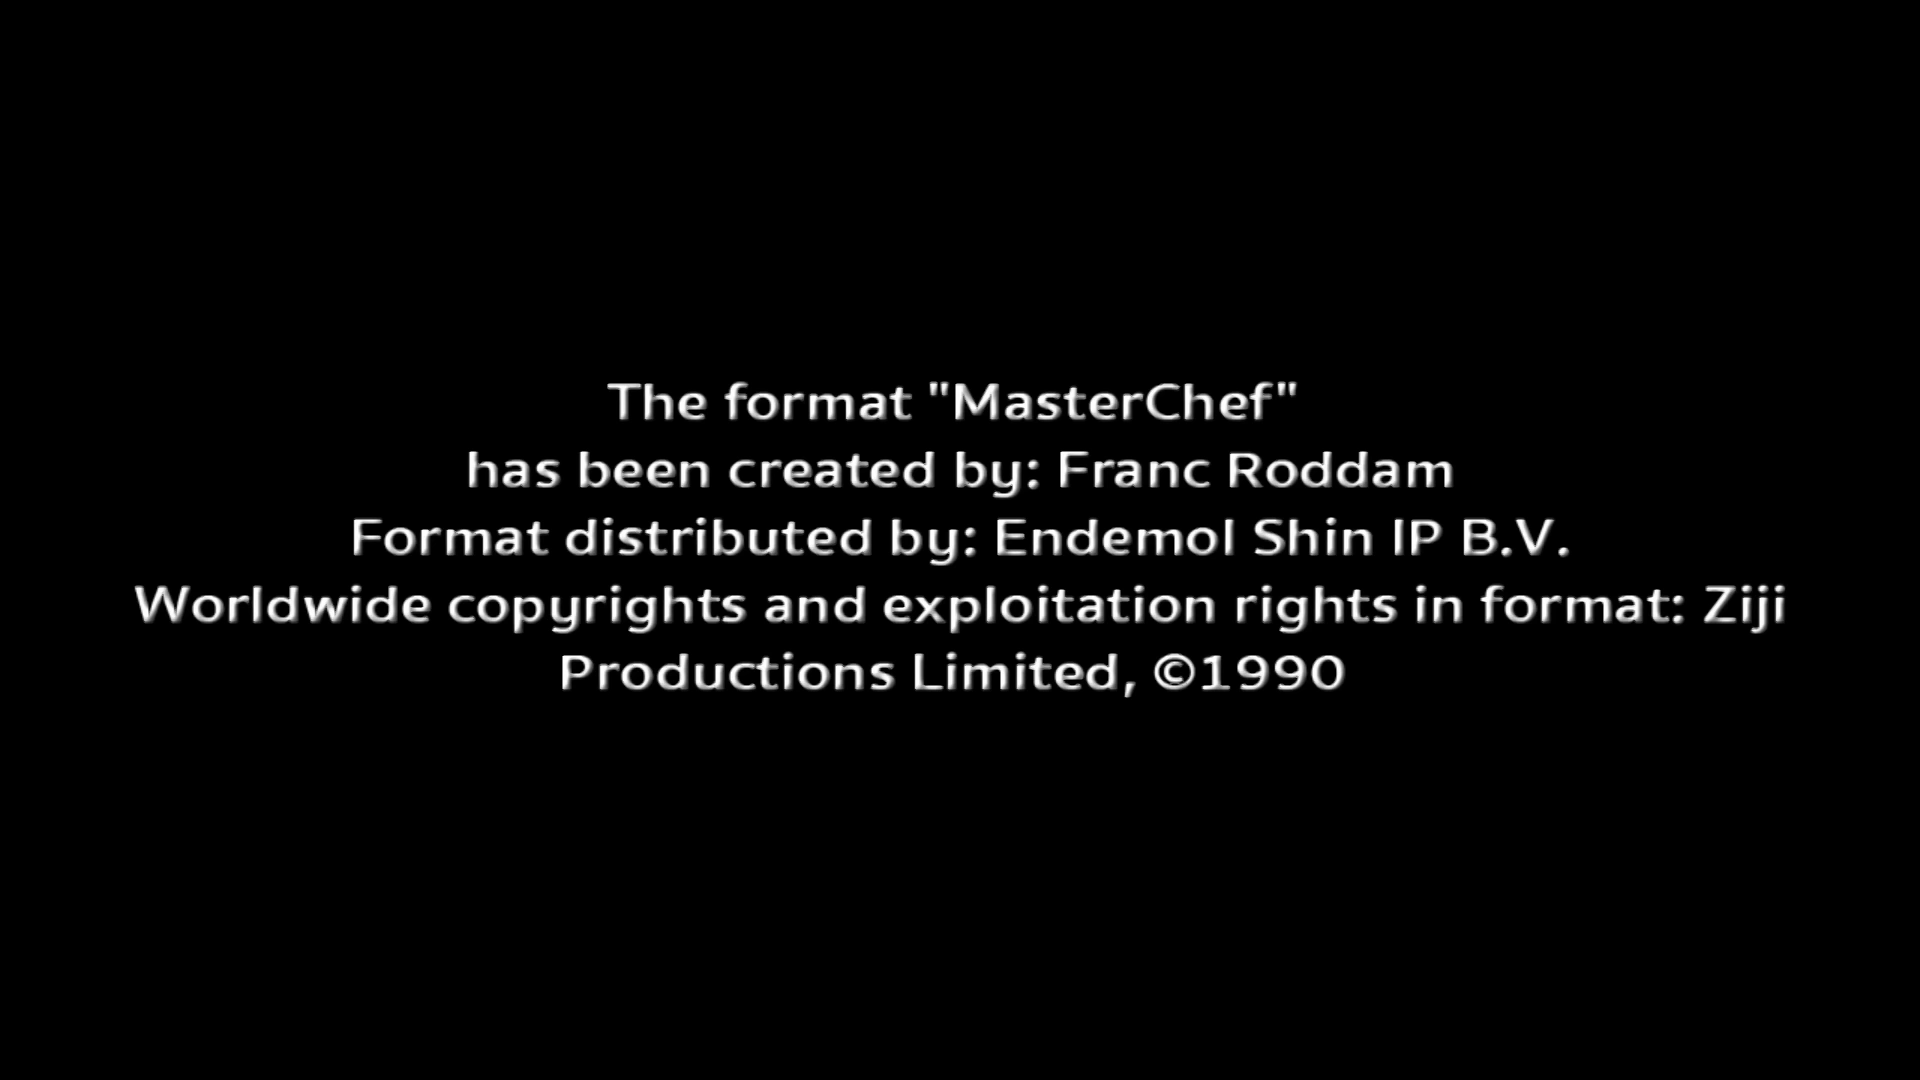 The format "MasterChef"
has been created by: Franc Roddam
Format distributed by: Endemol Shin IP B.V.
Worldwide copyrights and exploitation rights in format: Ziji
Productions Limited, ©1990